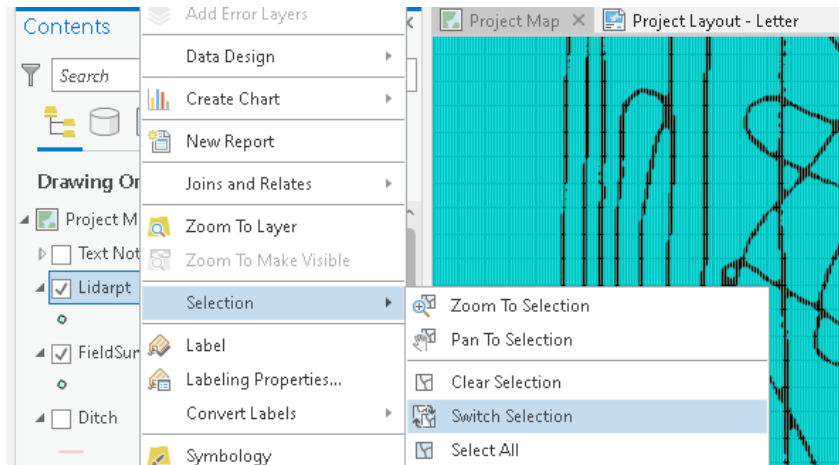 Contents
Search
Drawing Or
Project M
Text Not
Lidarpt
FieldSur
Ditch
Add Error Layers
Data Design
Create Chart
New Report
Joins and Relates
Zoom To Layer
Zoom To Make Visible
Selection
Label
Labeling Properties...
Convert Labels
Symbology
Zoom To Selection
Pan To Selection
Clear Selection
Switch Selection
Select All
Project Map
Project Layout - Letter